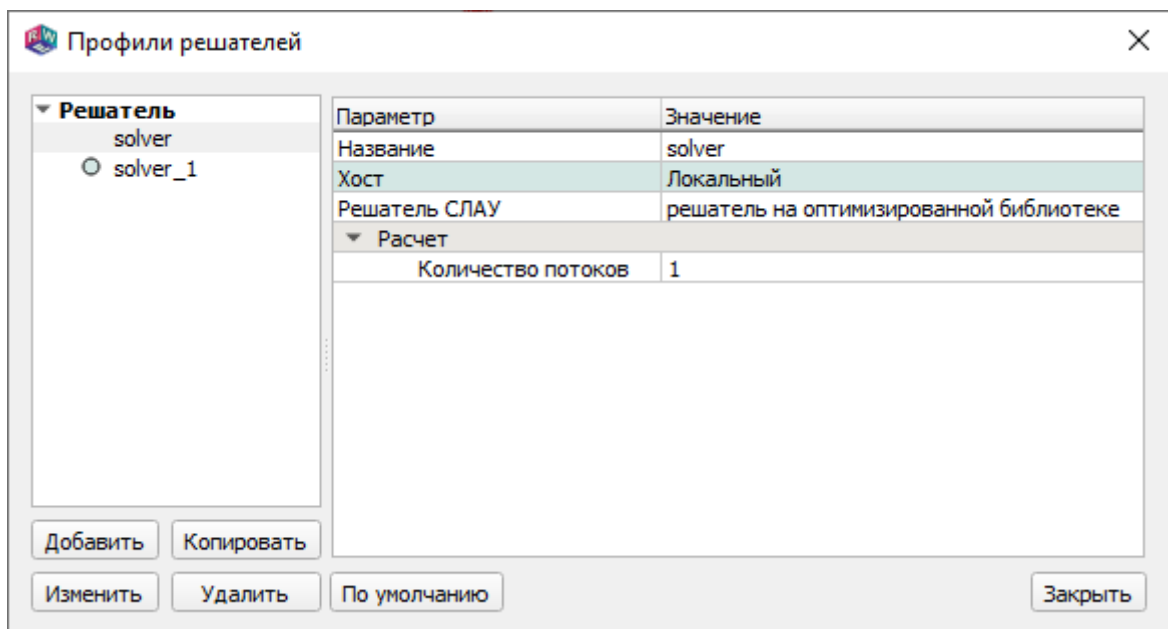 Профили решателей
Решатель
solver
solver_1
Параметр Значение
Название solver
Хост Локальный
Решатель СЛАУ решатель на оптимизированной библиотеке
Расчет
Количество потоков 1
Добавить Копировать
Изменить Удалить По умолчанию Закрыть